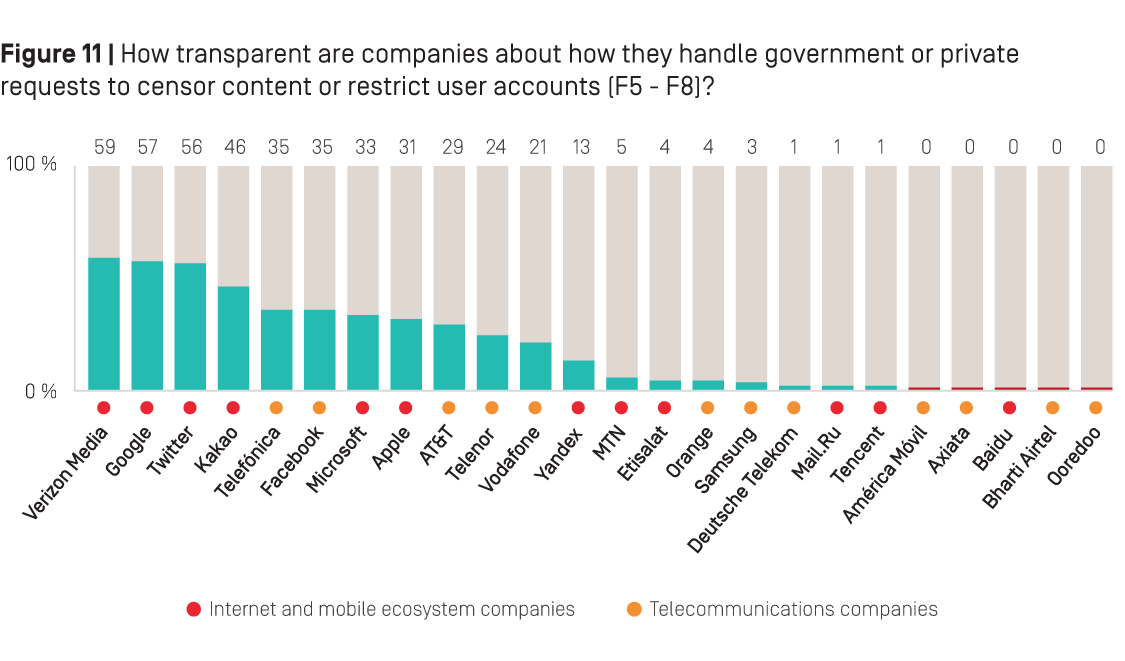 Figure 11 | How transparent are companies about how they handle government or private
requests to censor content or restrict user accounts (F5 - F8)?
59 57 56 46 35 35 33 31 29 24 21 13 5 4 4 3 1 1 1 0 0 0 0 0
100 %
0 %
Verizon Media
Google
Twitter
Kakao
Telefónica
Facebook
Microsoft
Apple
AT&T
Telenor
Vodafone
Yandex
MTN
Etisalat
Orange
Samsung
Deutsche Telekom
Mail.Ru
Tencent
América Móvil
Axiata
Baidu
Bharti Airtel
Ooredoo
Internet and mobile ecosystem companies
Telecommunications companies